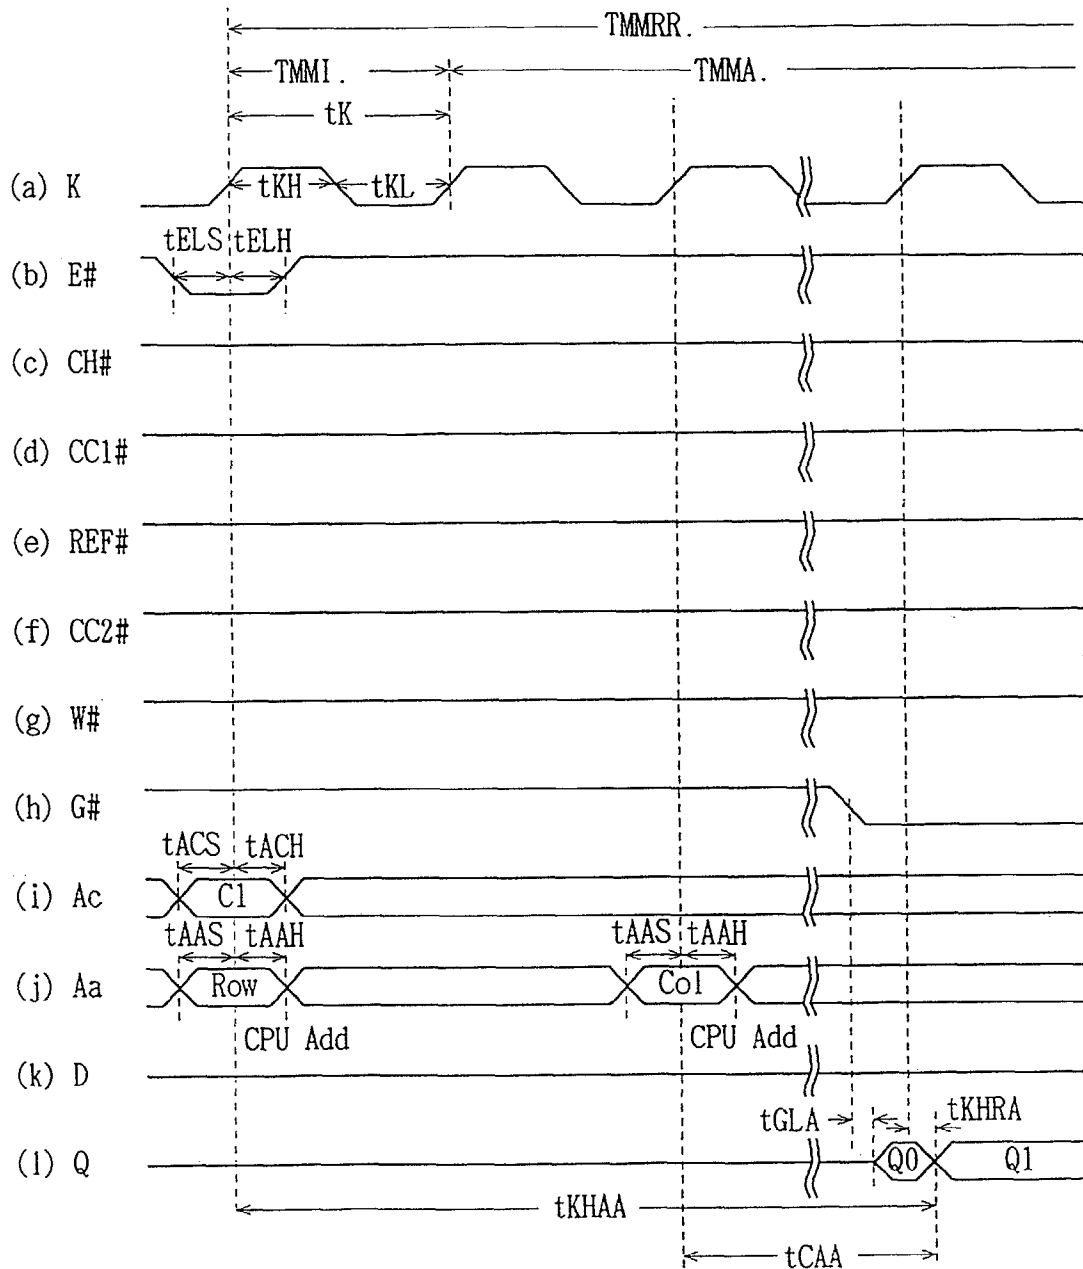 TMMRR.
TMMI.
TMMA.
tK
(a) K
tKH
tKL
tELS
tELH
(b) E#
(c) CH#
(d) CC1#
(e) REF#
(f) CC2#
(g) W#
(h) G#
tACS
tACH
(i) Ac
C1
tAAS
tAAH
tAAS
tAAH
(j) Aa
Row
Col
CPU Add
CPU Add
(k) D
tGLA
tKHRA
(l) Q
Q0
Q1
tKHAA
tCAA